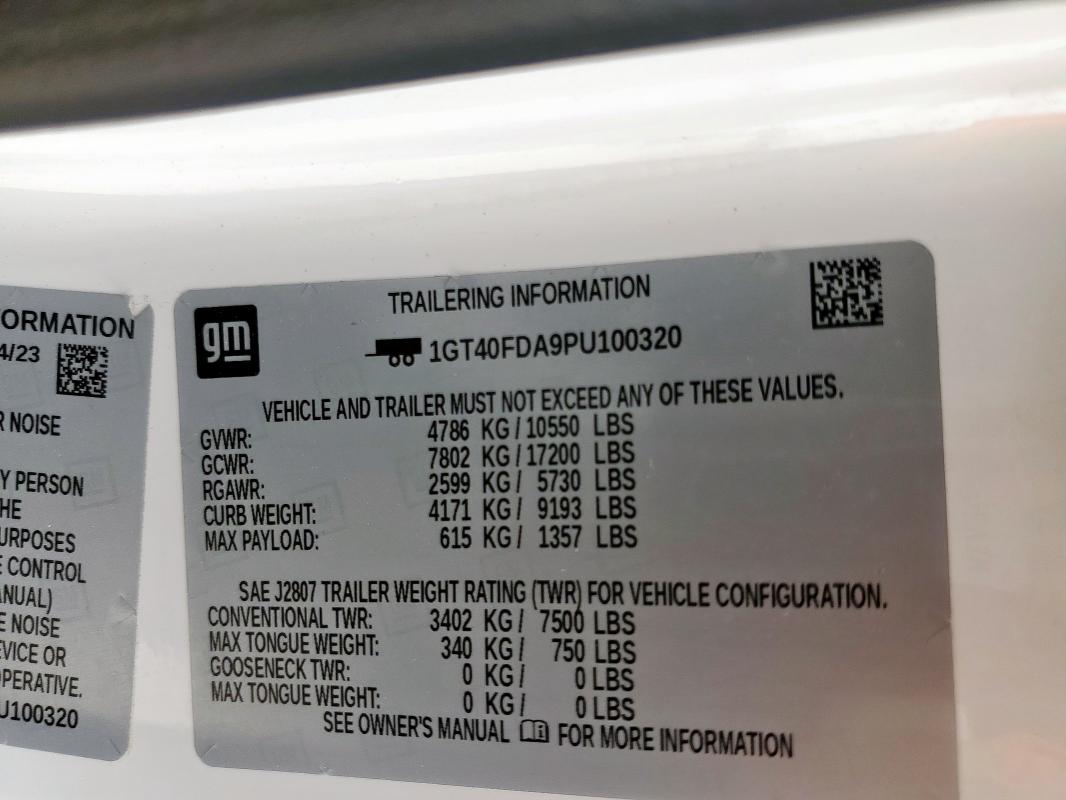 ORMATION
4/23
R NOISE
Y PERSON
HE
URPOSES
E CONTROL
ANUAL)
E NOISE
EVICE OR
OPERATIVE.
U100320
gm
TRAILERING INFORMATION
1GT40FDA9PU100320
VEHICLE AND TRAILER MUST NOT EXCEED ANY OF THESE VALUES.
GVWR: 4786 KG / 10550 LBS
GCWR: 7802 KG / 17200 LBS
RGAWR: 2599 KG / 5730 LBS
CURB WEIGHT: 4171 KG / 9193 LBS
MAX PAYLOAD: 615 KG / 1357 LBS
SAE J2807 TRAILER WEIGHT RATING (TWR) FOR VEHICLE CONFIGURATION.
CONVENTIONAL TWR: 3402 KG / 7500 LBS
MAX TONGUE WEIGHT: 340 KG / 750 LBS
GOOSENECK TWR: 0 KG / 0 LBS
MAX TONGUE WEIGHT: 0 KG / 0 LBS
SEE OWNER'S MANUAL FOR MORE INFORMATION